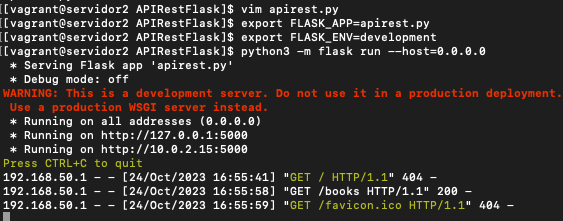 [vagrant@servidor2 APIRestFlask]$ vim apirest.py
[vagrant@servidor2 APIRestFlask]$ export FLASK_APP=apirest.py
[vagrant@servidor2 APIRestFlask]$ export FLASK_ENV=development
[vagrant@servidor2 APIRestFlask]$ python3 -m flask run --host=0.0.0.0
 * Serving Flask app 'apirest.py'
 * Debug mode: off
WARNING: This is a development server. Do not use it in a production deployment.
 Use a production WSGI server instead.
 * Running on all addresses (0.0.0.0)
 * Running on http://127.0.0.1:5000
 * Running on http://10.0.2.15:5000
Press CTRL+C to quit
192.168.50.1 - - [24/Oct/2023 16:55:41] "GET / HTTP/1.1" 404 -
192.168.50.1 - - [24/Oct/2023 16:55:58] "GET /books HTTP/1.1" 200 -
192.168.50.1 - - [24/Oct/2023 16:55:59] "GET /favicon.ico HTTP/1.1" 404 -